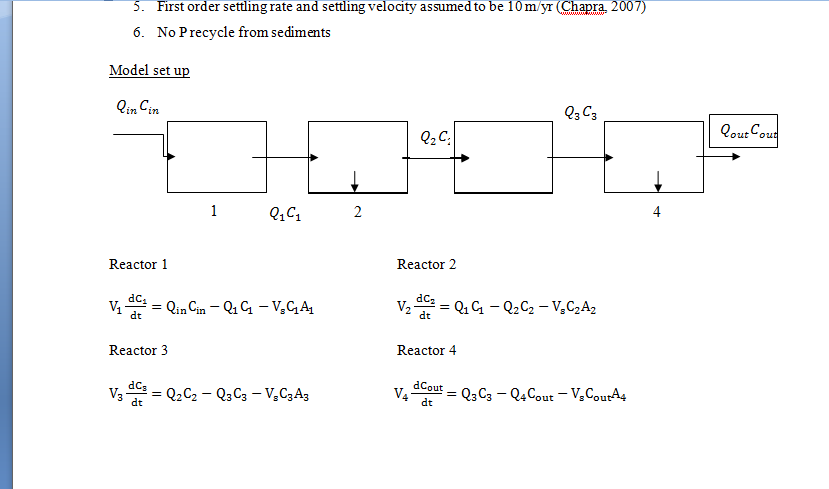 5. First order settling rate and settling velocity assumed to be 10 m/yr (Chapra, 2007)
6. No P recycle from sediments
Model set up
Q_in C_in
Q_3 C_3
Q_2 C
Q_out C_out
1 Q_1 C_1 2 4
Reactor 1 Reactor 2
V_1 dC_1/dt = Q_in C_in − Q_1 C_1 − V_s C_1 A_1 V_2 dC_2/dt = Q_1 C_1 − Q_2 C_2 − V_s C_2 A_2
Reactor 3 Reactor 4
V_3 dC_3/dt = Q_2 C_2 − Q_3 C_3 − V_s C_3 A_3 V_4 dC_out/dt = Q_3 C_3 − Q_4 C_out − V_s C_out A_4